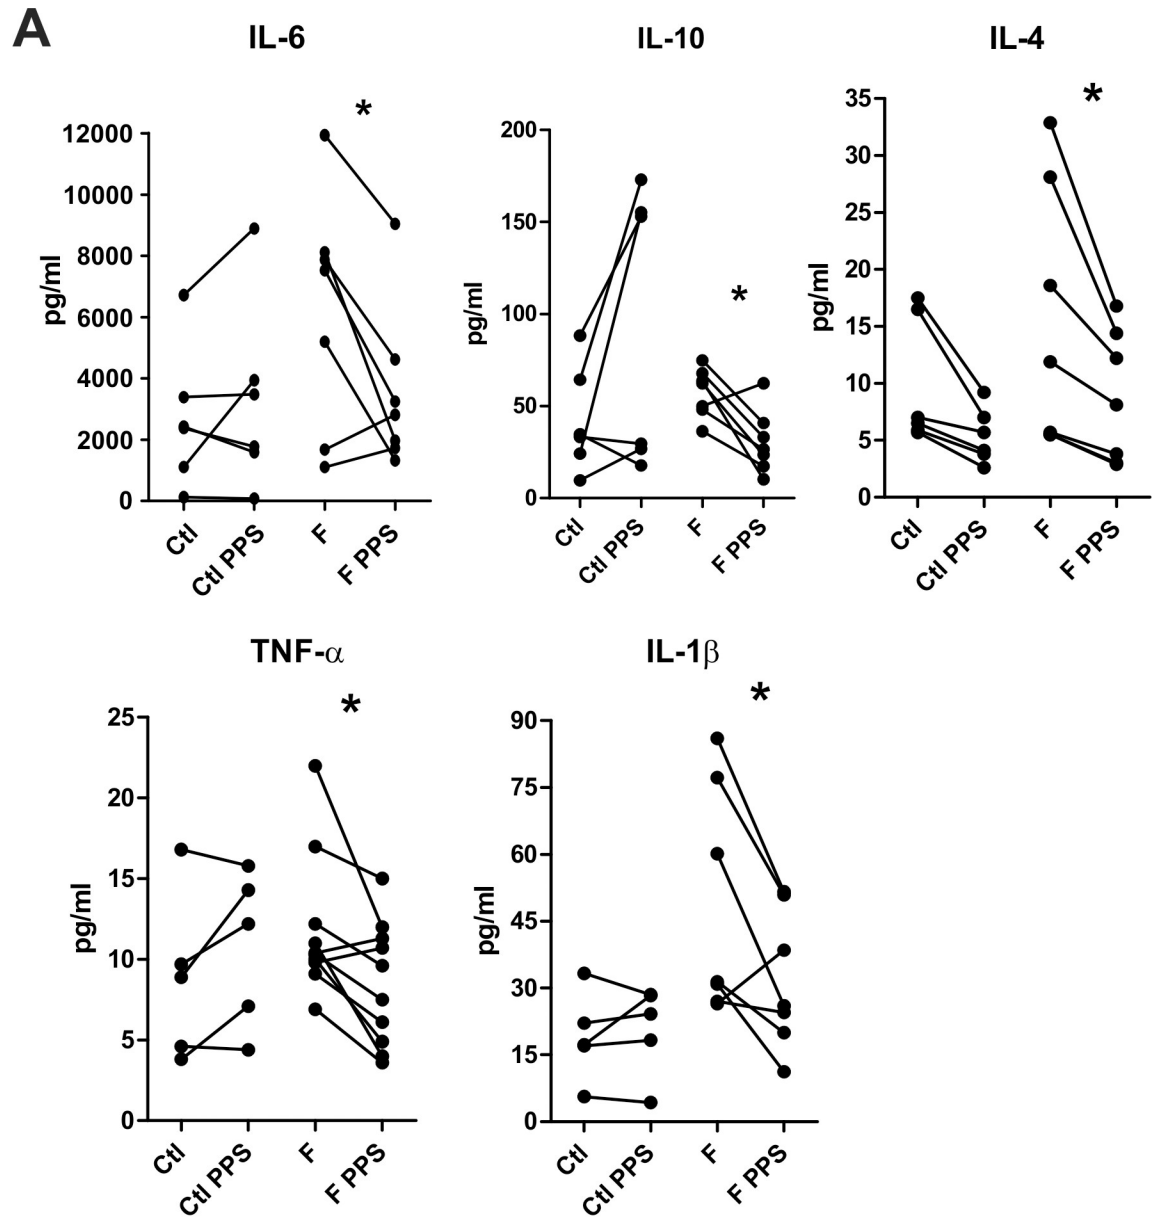 A
IL-6
pg/ml
12000
10000
8000
6000
4000
2000
0
*
Ctl
Ctl PPS
F
F PPS
IL-10
pg/ml
200
150
100
50
0
*
Ctl
Ctl PPS
F
F PPS
IL-4
pg/ml
35
30
25
20
15
10
5
0
*
Ctl
Ctl PPS
F
F PPS
TNF-α
pg/ml
25
20
15
10
5
0
*
Ctl
Ctl PPS
F
F PPS
IL-1β
pg/ml
90
75
60
45
30
15
0
*
Ctl
Ctl PPS
F
F PPS